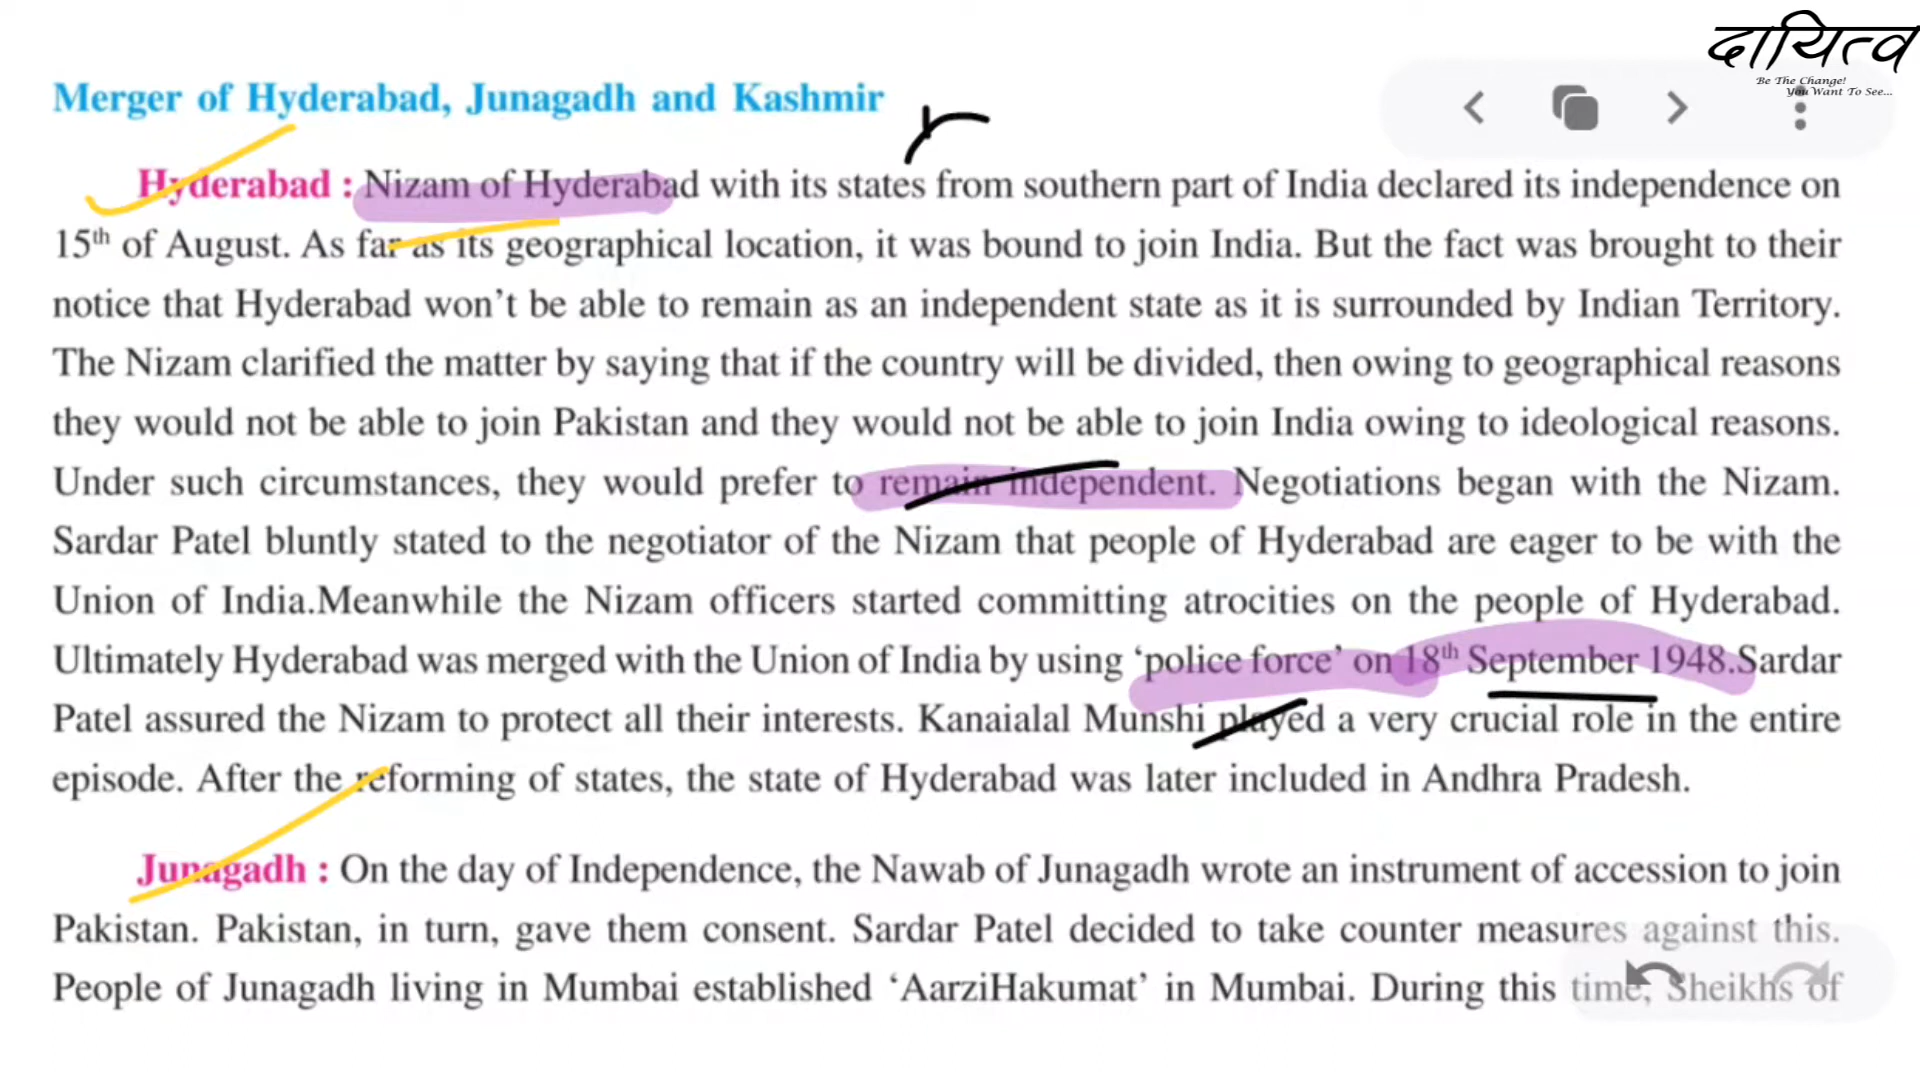 दायित्व
Be The Change!
You Want To See...
Merger of Hyderabad, Junagadh and Kashmir
Hyderabad : Nizam of Hyderabad with its states from southern part of India declared its independence on
15th of August. As far as its geographical location, it was bound to join India. But the fact was brought to their
notice that Hyderabad won't be able to remain as an independent state as it is surrounded by Indian Territory.
The Nizam clarified the matter by saying that if the country will be divided, then owing to geographical reasons
they would not be able to join Pakistan and they would not be able to join India owing to ideological reasons.
Under such circumstances, they would prefer to remain independent. Negotiations began with the Nizam.
Sardar Patel bluntly stated to the negotiator of the Nizam that people of Hyderabad are eager to be with the
Union of India.Meanwhile the Nizam officers started committing atrocities on the people of Hyderabad.
Ultimately Hyderabad was merged with the Union of India by using ‘police force’ on 18th September 1948.Sardar
Patel assured the Nizam to protect all their interests. Kanaialal Munshi played a very crucial role in the entire
episode. After the reforming of states, the state of Hyderabad was later included in Andhra Pradesh.
Junagadh : On the day of Independence, the Nawab of Junagadh wrote an instrument of accession to join
Pakistan. Pakistan, in turn, gave them consent. Sardar Patel decided to take counter measures against this.
People of Junagadh living in Mumbai established ‘AarziHakumat’ in Mumbai. During this time, Sheikhs of